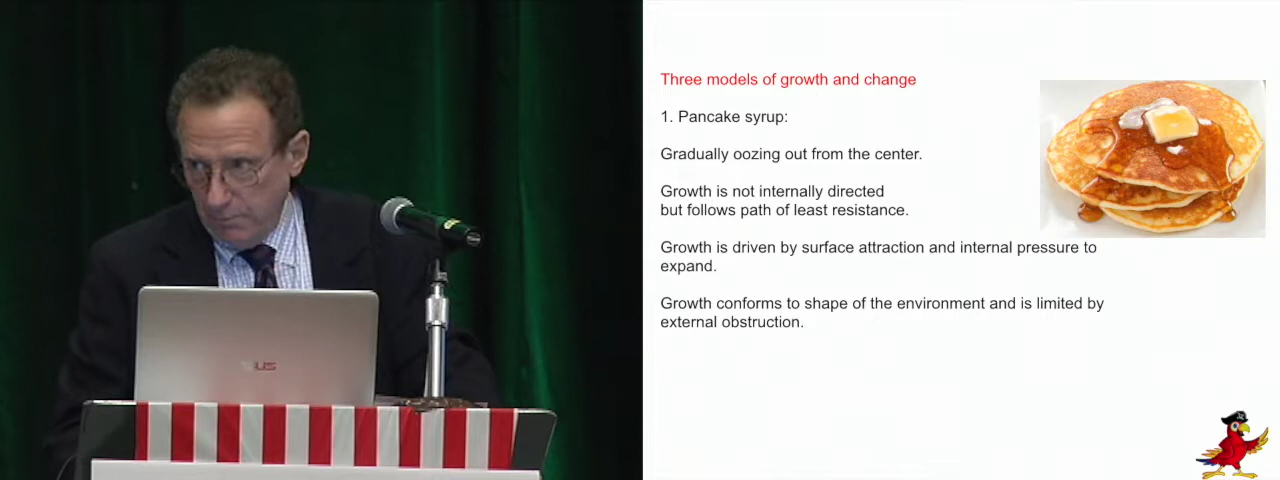 Three models of growth and change
1. Pancake syrup:
Gradually oozing out from the center.
Growth is not internally directed
but follows path of least resistance.
Growth is driven by surface attraction and internal pressure to
expand.
Growth conforms to shape of the environment and is limited by
external obstruction.